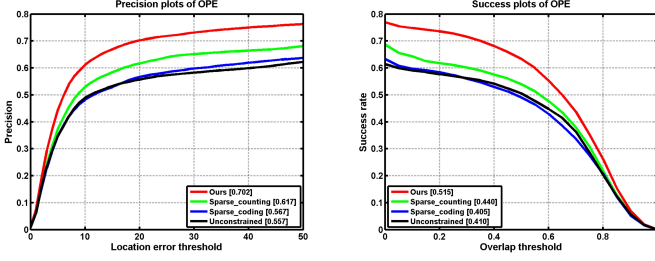 Precision plots of OPE
Precision
0.8
0.7
0.6
0.5
0.4
0.3
0.2
0.1
0
0 10 20 30 40 50
Location error threshold
Ours [0.702]
Sparse_counting [0.617]
Sparse_coding [0.567]
Unconstrained [0.557]
Success plots of OPE
Success rate
0.8
0.7
0.6
0.5
0.4
0.3
0.2
0.1
0
0 0.2 0.4 0.6 0.8
Overlap threshold
Ours [0.515]
Sparse_counting [0.440]
Sparse_coding [0.405]
Unconstrained [0.410]